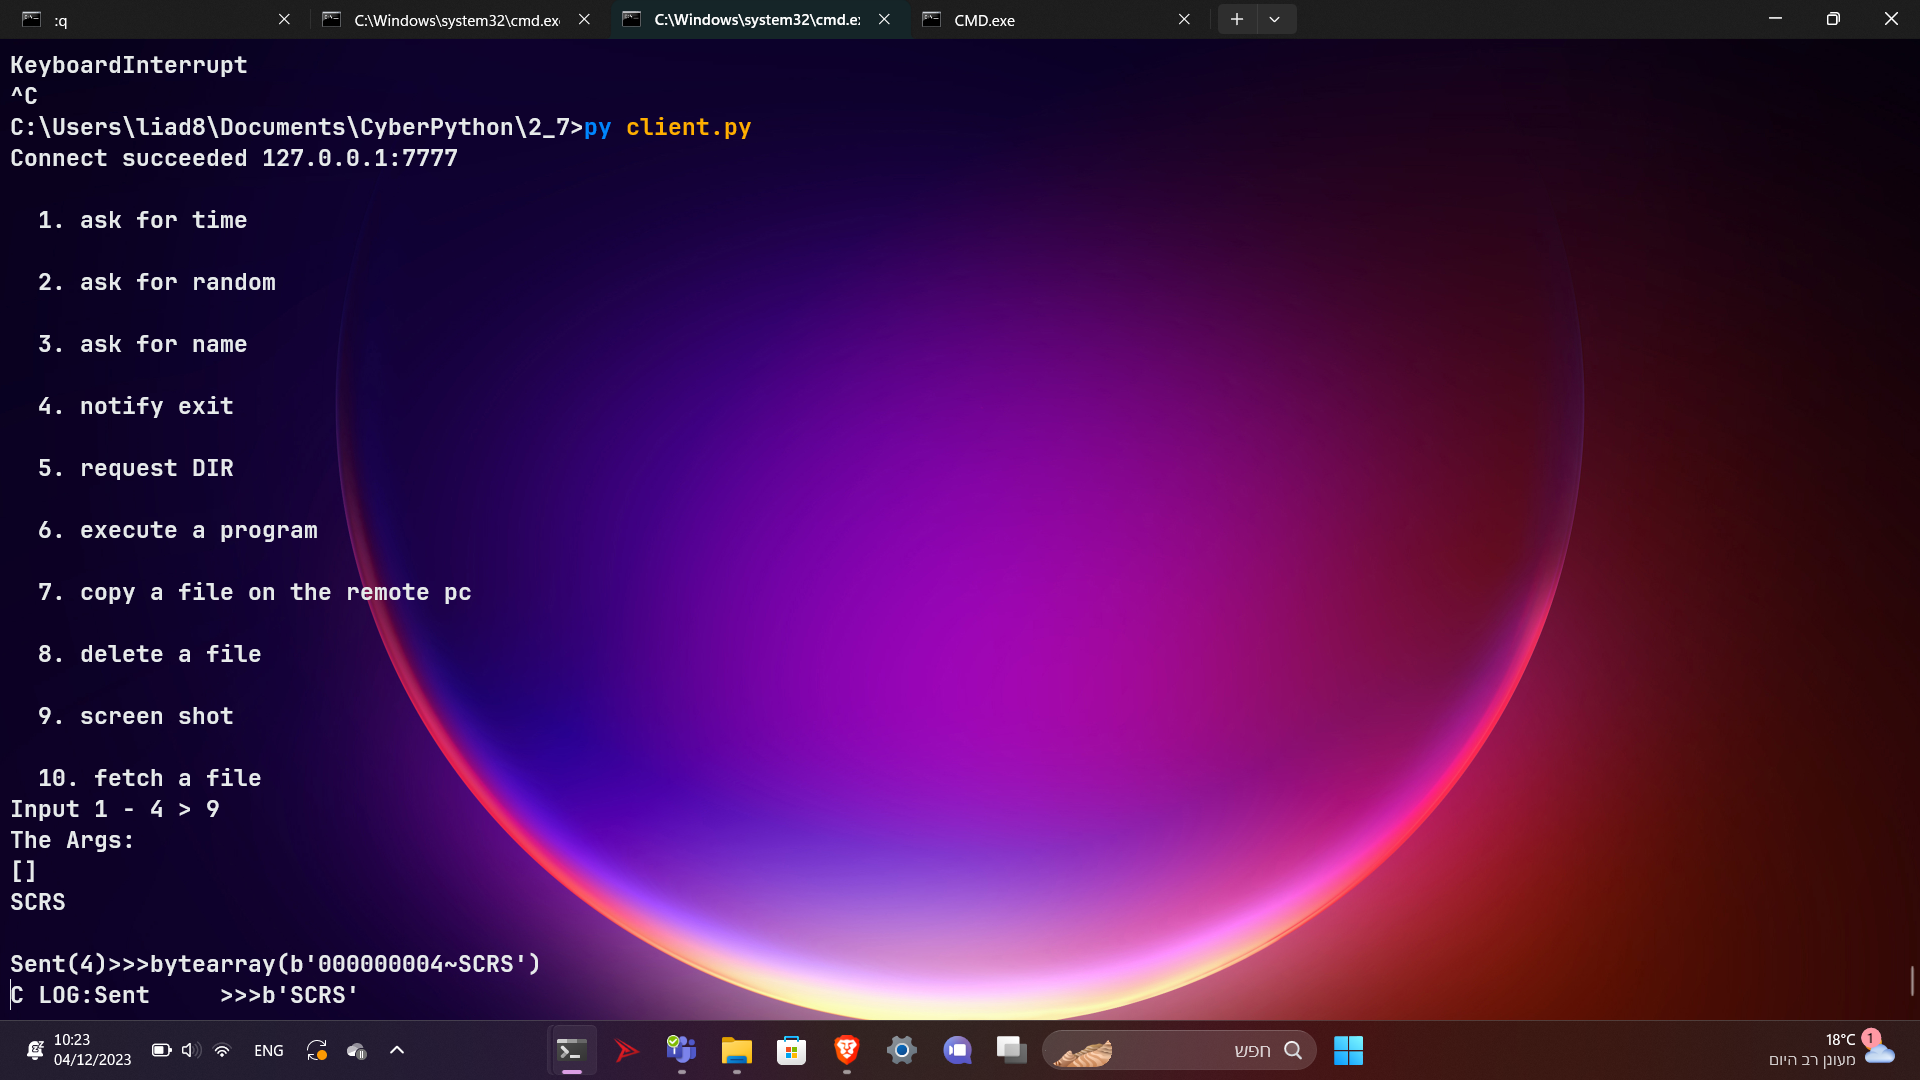 :q
C:\Windows\system32\cmd.ex
C:\Windows\system32\cmd.e
CMD.exe
KeyboardInterrupt
^C
C:\Users\liad8\Documents\CyberPython\2_7>py client.py
Connect succeeded 127.0.0.1:7777
1. ask for time
2. ask for random
3. ask for name
4. notify exit
5. request DIR
6. execute a program
7. copy a file on the remote pc
8. delete a file
9. screen shot
10. fetch a file
Input 1 - 4 > 9
The Args:
[]
SCRS
Sent(4)>>>bytearray(b'000000004~SCRS')
C LOG:Sent     >>>b'SCRS'
10:23
04/12/2023
ENG
חפש
18°C
1
מעונן רב היום